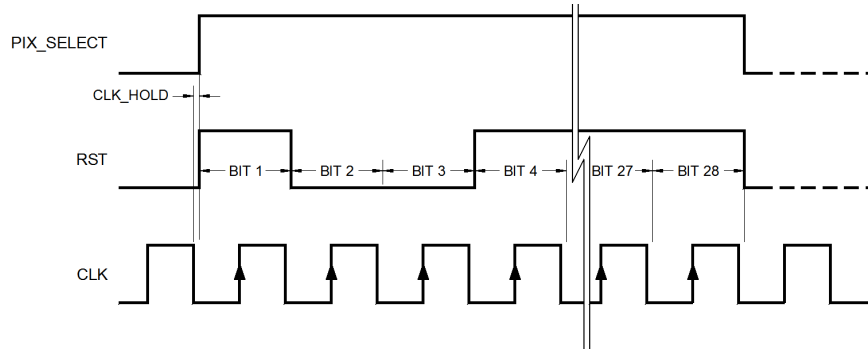 PIX_SELECT
CLK_HOLD
RST
BIT 1
BIT 2
BIT 3
BIT 4
BIT 27
BIT 28
CLK